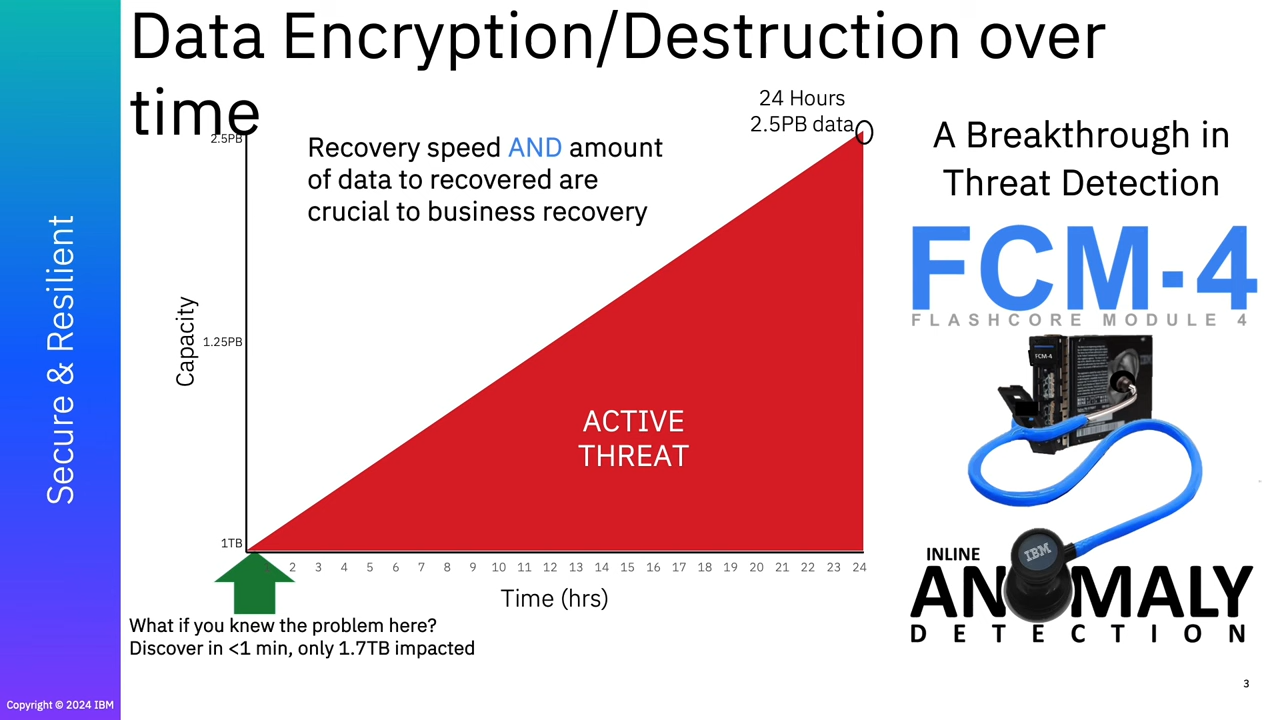 Data Encryption/Destruction over
time
Secure & Resilient
24 Hours
2.5PB data
Recovery speed AND amount
of data to recovered are
crucial to business recovery
2.5PB
1.25PB
1TB
Capacity
ACTIVE
THREAT
2 3 4 5 6 7 8 9 10 11 12 13 14 15 16 17 18 19 20 21 22 23 24
Time (hrs)
What if you knew the problem here?
Discover in <1 min, only 1.7TB impacted
A Breakthrough in
Threat Detection
FCM-4
FLASHCORE MODULE 4
FCM-4
IBM
INLINE
ANOMALY
DETECTION
3
Copyright © 2024 IBM